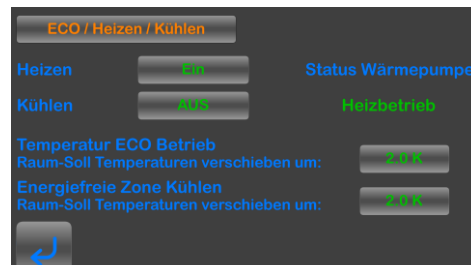 ECO / Heizen / Kühlen
Heizen Ein Status Wärmepumpe
Kühlen AUS Heizbetrieb
Temperatur ECO Betrieb
Raum-Soll Temperaturen verschieben um: 2,0 K
Energiefreie Zone Kühlen
Raum-Soll Temperaturen verschieben um: 2,0 K